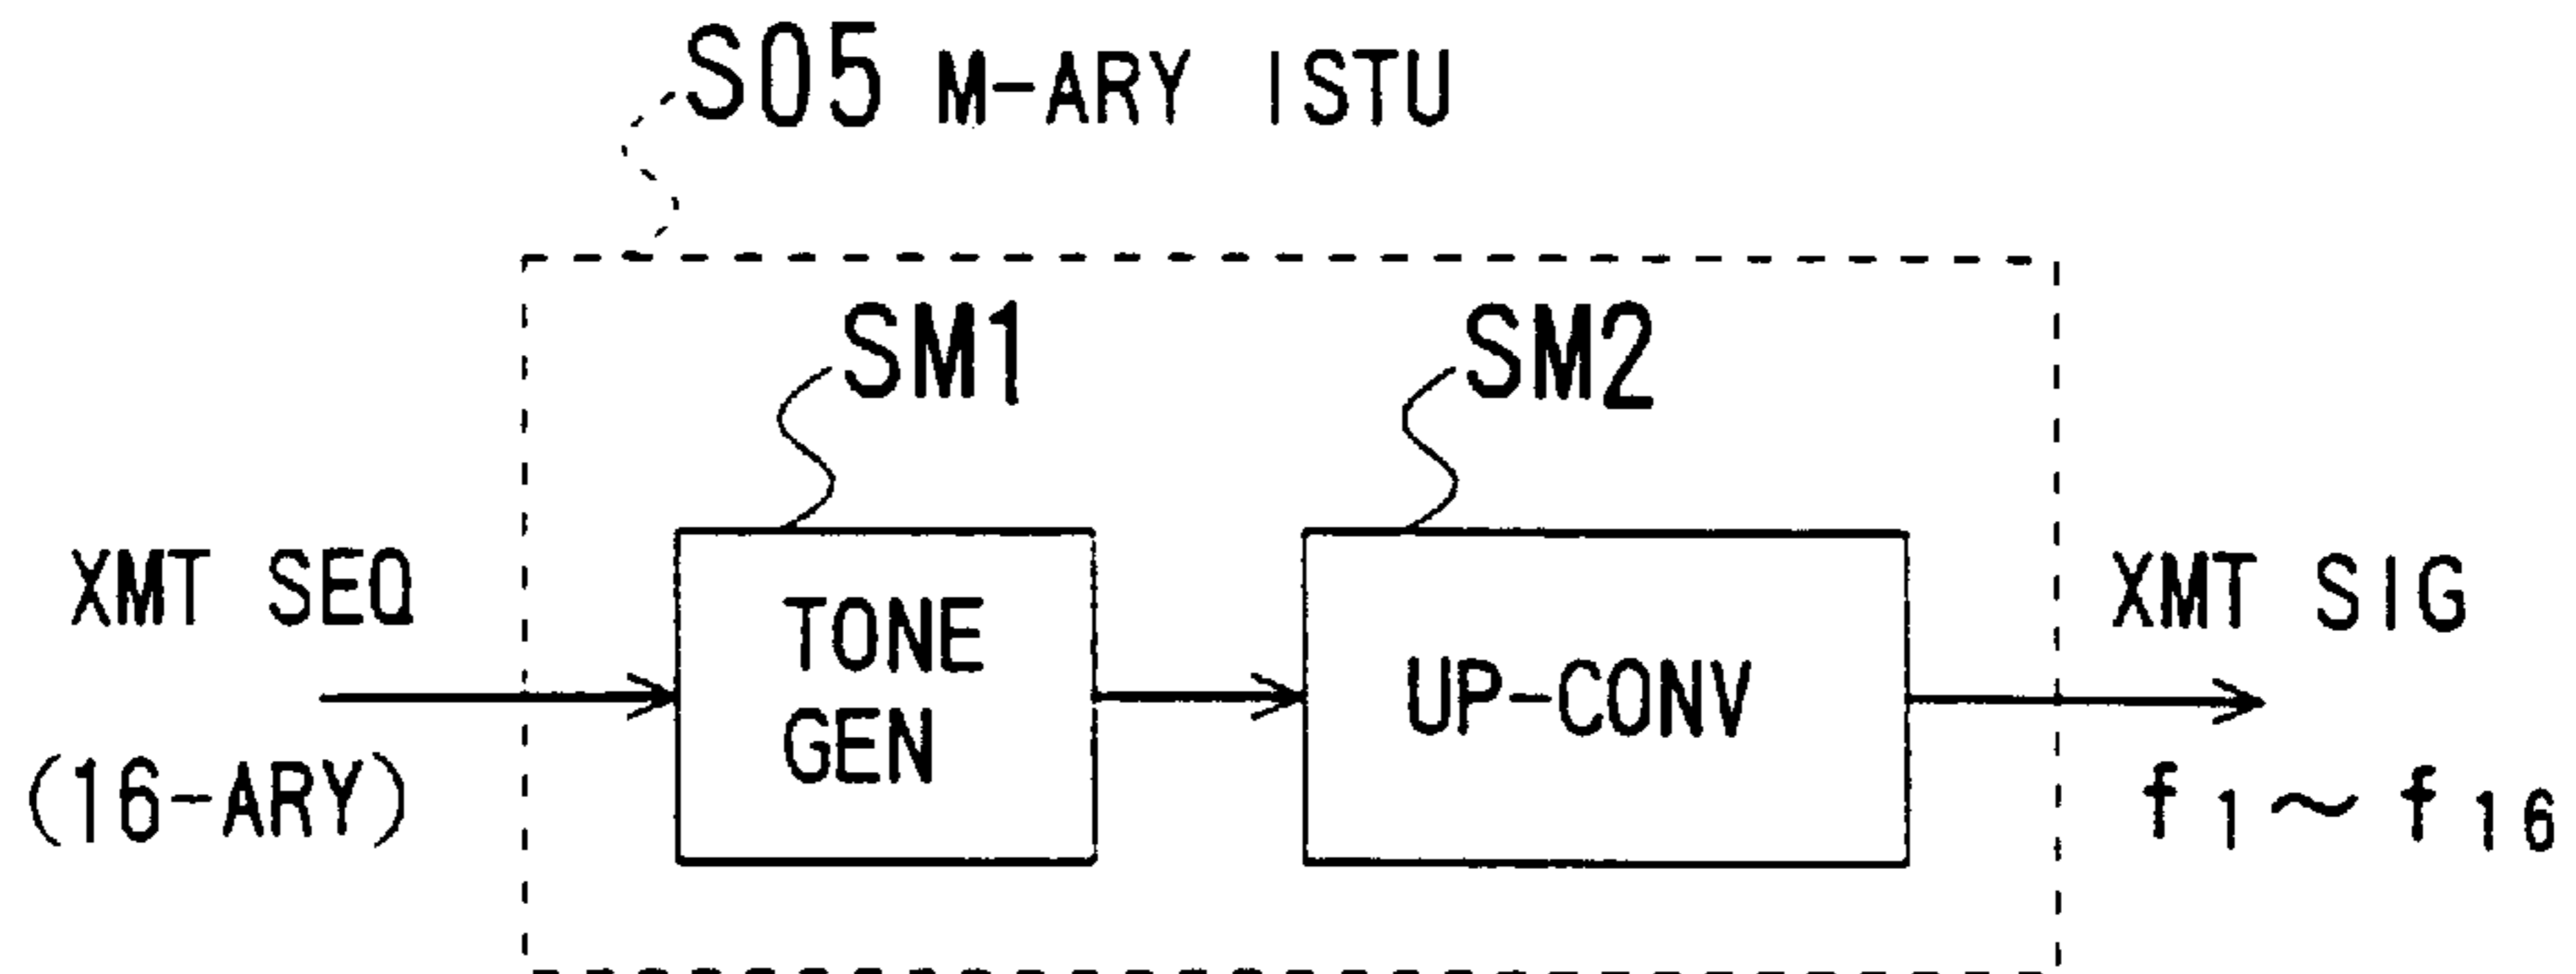 S05 M-ARY ISTU
SM1
SM2
XMT SEQ
(16-ARY)
TONE
GEN
UP-CONV
XMT SIG
f1～f16